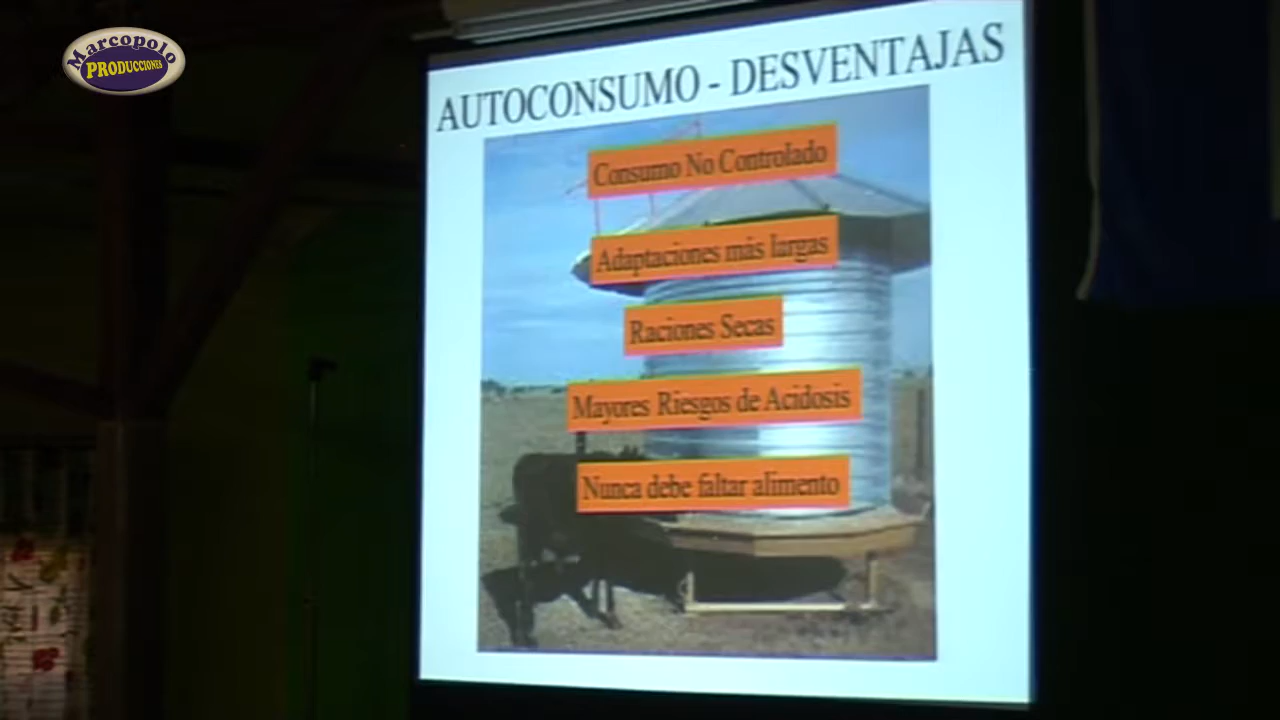 Marcopolo
PRODUCCIONES
AUTOCONSUMO - DESVENTAJAS
Consumo No Controlado
Adaptaciones más largas
Raciones Secas
Mayores Riesgos de Acidosis
Nunca debe faltar alimento